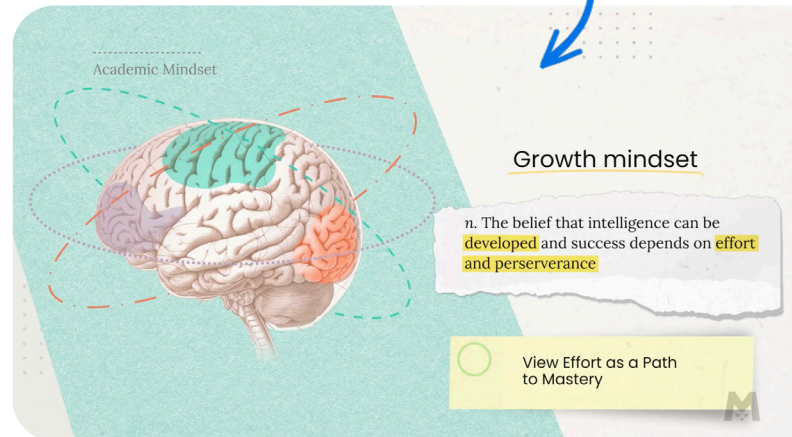 Academic Mindset
Growth mindset
n. The belief that intelligence can be
developed and success depends on effort
and perserverance
View Effort as a Path
to Mastery
M